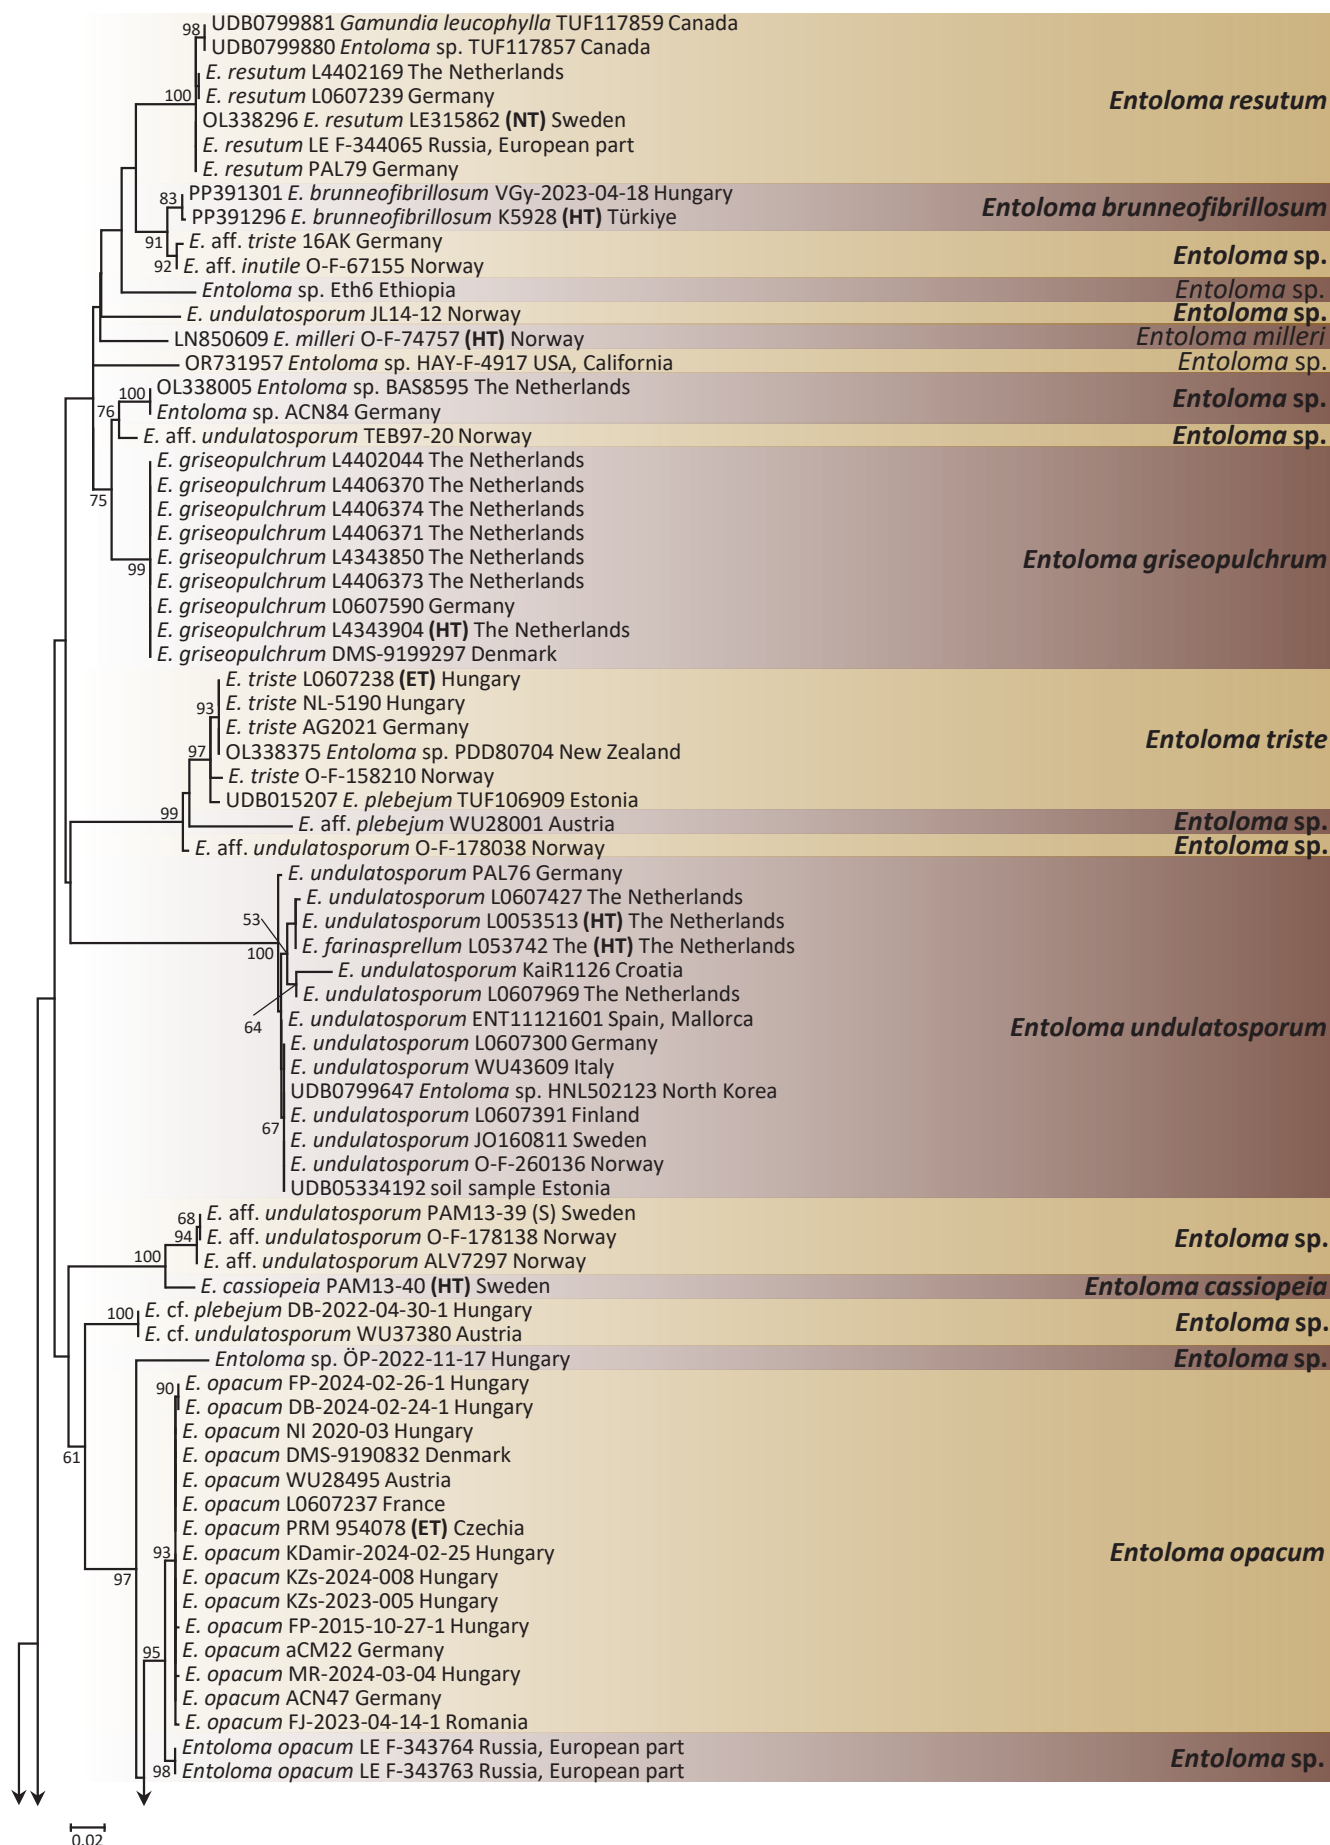 UDB0799881 Gamundia leucophylla TUF117859 Canada
98
UDB0799880 Entoloma sp. TUF117857 Canada
E. resutum L4402169 The Netherlands
100
E. resutum L0607239 Germany
Entoloma resutum
OL338296 E. resutum LE315862 (NT) Sweden
E. resutum LE F-344065 Russia, European part
E. resutum PAL79 Germany
PP391301 E. brunneofibrillosum VGy-2023-04-18 Hungary
83
Entoloma brunneofibrillosum
PP391296 E. brunneofibrillosum K5928 (HT) Türkiye
91
E. aff. triste 16AK Germany
Entoloma sp.
92
E. aff. inutile O-F-67155 Norway
Entoloma sp. Eth6 Ethiopia
Entoloma sp.
E. undulatosporum JL14-12 Norway
Entoloma sp.
LN850609 E. milleri O-F-74757 (HT) Norway
Entoloma milleri
OR731957 Entoloma sp. HAY-F-4917 USA, California
Entoloma sp.
100
OL338005 Entoloma sp. BAS8595 The Netherlands
Entoloma sp.
76
Entoloma sp. ACN84 Germany
E. aff. undulatosporum TEB97-20 Norway
Entoloma sp.
E. griseopulchrum L4402044 The Netherlands
E. griseopulchrum L4406370 The Netherlands
75
E. griseopulchrum L4406374 The Netherlands
E. griseopulchrum L4406371 The Netherlands
E. griseopulchrum L4343850 The Netherlands
Entoloma griseopulchrum
99
E. griseopulchrum L4406373 The Netherlands
E. griseopulchrum L0607590 Germany
E. griseopulchrum L4343904 (HT) The Netherlands
E. griseopulchrum DMS-9199297 Denmark
E. triste L0607238 (ET) Hungary
93
E. triste NL-5190 Hungary
E. triste AG2021 Germany
Entoloma triste
97
OL338375 Entoloma sp. PDD80704 New Zealand
E. triste O-F-158210 Norway
UDB015207 E. plebejum TUF106909 Estonia
99
E. aff. plebejum WU28001 Austria
Entoloma sp.
E. aff. undulatosporum O-F-178038 Norway
Entoloma sp.
E. undulatosporum PAL76 Germany
E. undulatosporum L0607427 The Netherlands
53
E. undulatosporum L0053513 (HT) The Netherlands
E. farinasprellum L053742 The (HT) The Netherlands
100
E. undulatosporum KaiR1126 Croatia
E. undulatosporum L0607969 The Netherlands
64
E. undulatosporum ENT11121601 Spain, Mallorca
Entoloma undulatosporum
E. undulatosporum L0607300 Germany
E. undulatosporum WU43609 Italy
UDB0799647 Entoloma sp. HNL502123 North Korea
E. undulatosporum L0607391 Finland
67
E. undulatosporum JO160811 Sweden
E. undulatosporum O-F-260136 Norway
UDB05334192 soil sample Estonia
68
E. aff. undulatosporum PAM13-39 (S) Sweden
94
E. aff. undulatosporum O-F-178138 Norway
Entoloma sp.
100
E. aff. undulatosporum ALV7297 Norway
E. cassiopeia PAM13-40 (HT) Sweden
Entoloma cassiopeia
100
E. cf. plebejum DB-2022-04-30-1 Hungary
Entoloma sp.
E. cf. undulatosporum WU37380 Austria
Entoloma sp. ÖP-2022-11-17 Hungary
Entoloma sp.
90
E. opacum FP-2024-02-26-1 Hungary
E. opacum DB-2024-02-24-1 Hungary
E. opacum NI 2020-03 Hungary
61
E. opacum DMS-9190832 Denmark
E. opacum WU28495 Austria
E. opacum L0607237 France
E. opacum PRM 954078 (ET) Czechia
93
E. opacum KDamir-2024-02-25 Hungary
Entoloma opacum
97
E. opacum KZs-2024-008 Hungary
E. opacum KZs-2023-005 Hungary
E. opacum FP-2015-10-27-1 Hungary
95
E. opacum aCM22 Germany
E. opacum MR-2024-03-04 Hungary
E. opacum ACN47 Germany
E. opacum FJ-2023-04-14-1 Romania
Entoloma opacum LE F-343764 Russia, European part
Entoloma sp.
98
Entoloma opacum LE F-343763 Russia, European part
0.02